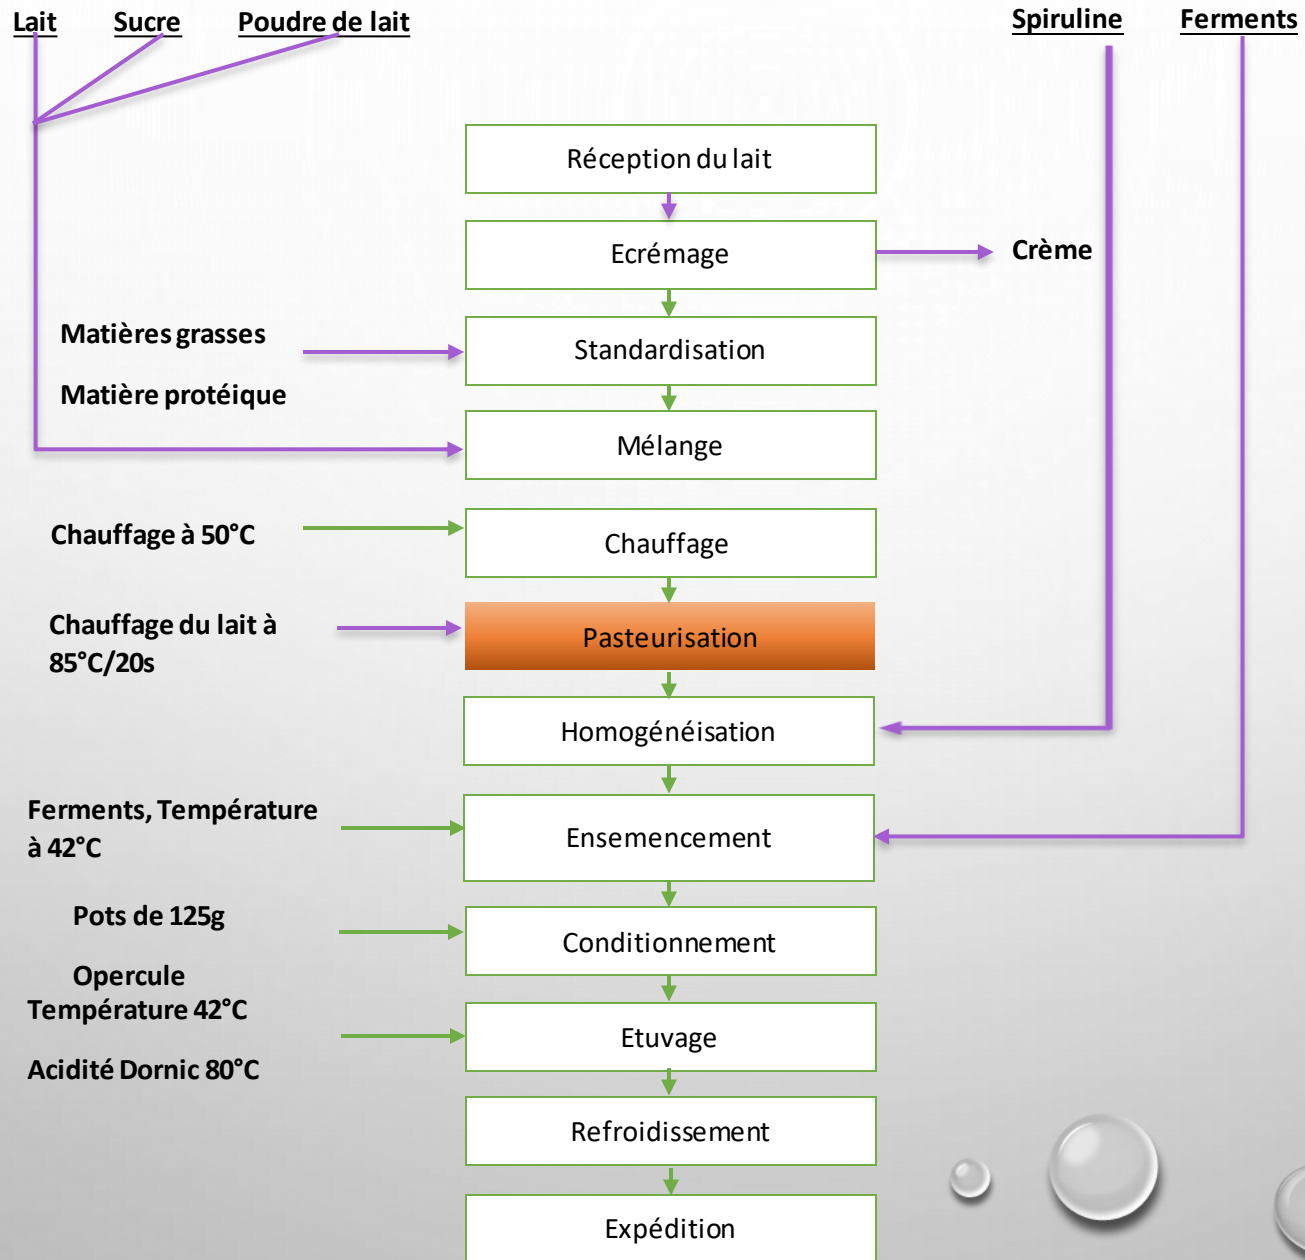 Lait
Sucre
Poudre de lait
Spiruline
Ferments
Réception du lait
Ecrémage
Crème
Matières grasses
Standardisation
Matière protéique
Mélange
Chauffage à 50°C
Chauffage
Chauffage du lait à
85°C/20s
Pasteurisation
Homogénéisation
Ferments, Température
à 42°C
Ensemencement
Pots de 125g
Conditionnement
Opercule
Température 42°C
Etuvage
Acidité Dornic 80°C
Refroidissement
Expédition